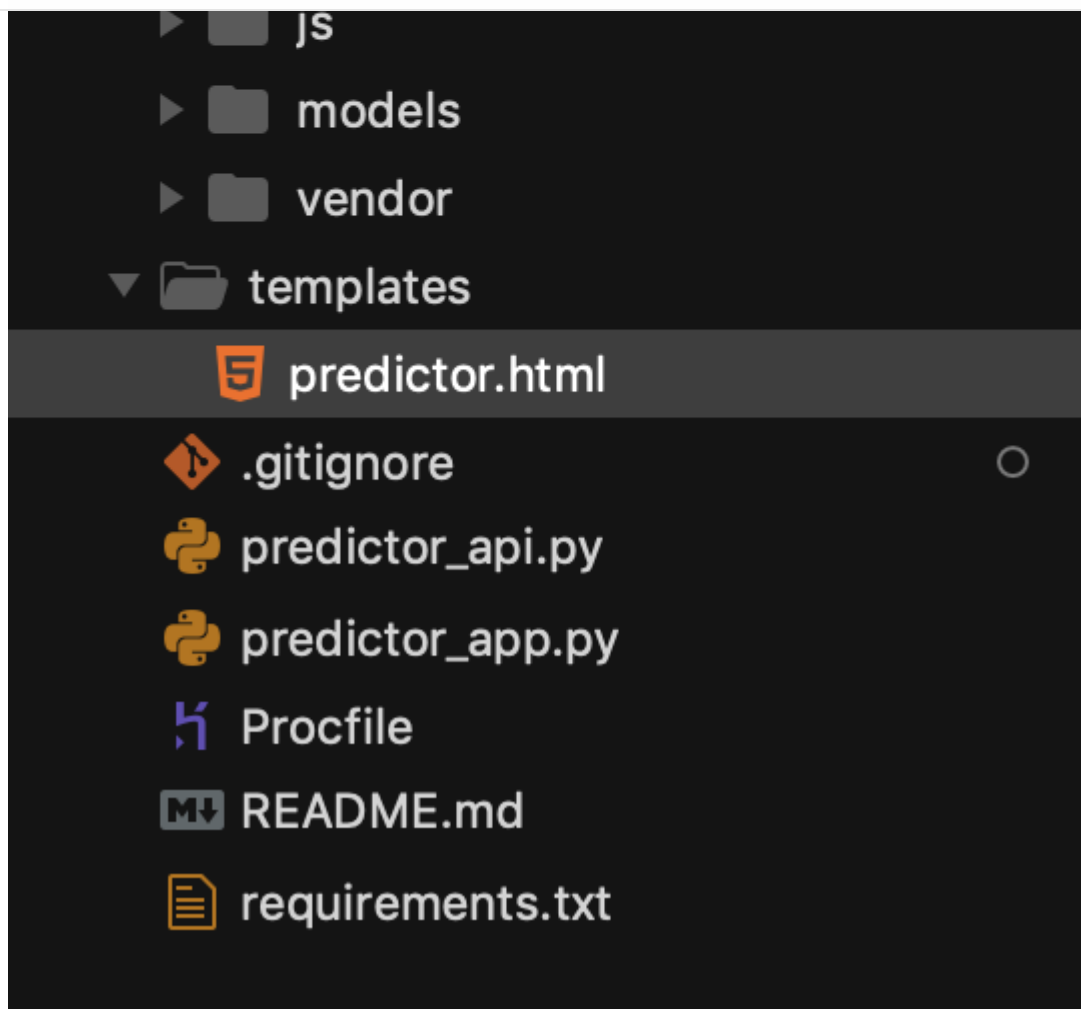 js
models
vendor
templates
predictor.html
.gitignore
predictor_api.py
predictor_app.py
Procfile
README.md
requirements.txt